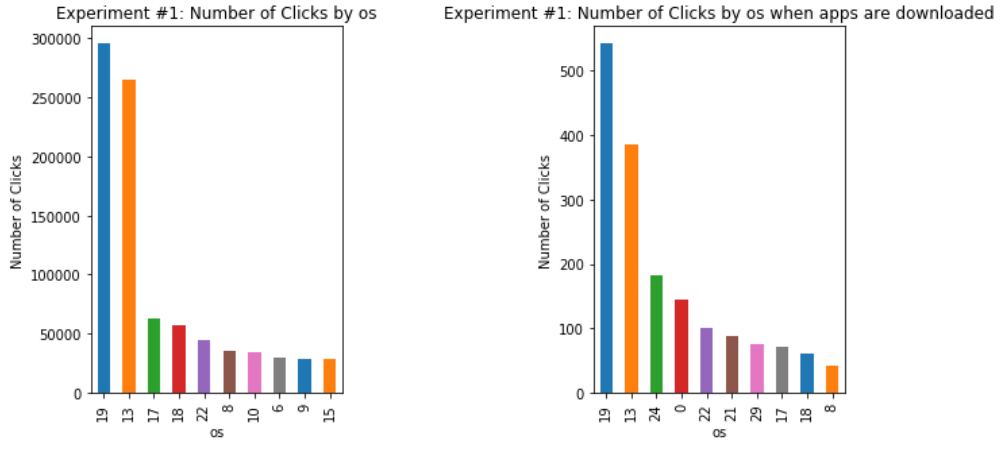 Experiment #1: Number of Clicks by os
Number of Clicks
300000
250000
200000
150000
100000
50000
0
19 13 17 18 22 8 10 6 9 15
os
Experiment #1: Number of Clicks by os when apps are downloaded
Number of Clicks
500
400
300
200
100
0
19 13 24 0 22 21 29 17 18 8
os